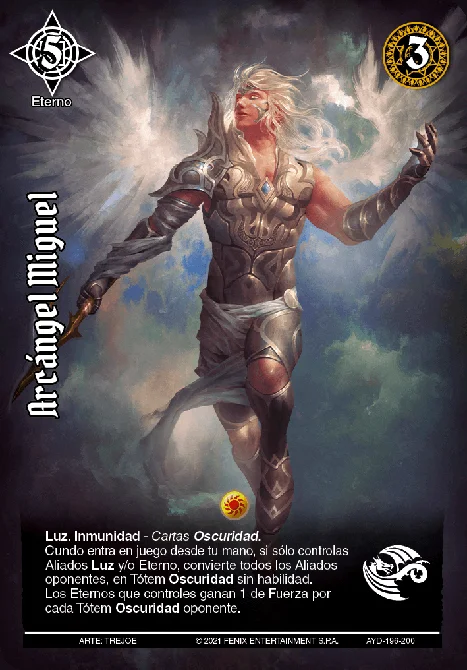 5
Eterno
3
Arcángel Miguel
Luz. Inmunidad - Cartas Oscuridad.
Cundo entra en juego desde tu mano, si sólo controlas
Aliados Luz y/o Eterno, convierte todos los Aliados
oponentes, en Tótem Oscuridad sin habilidad.
Los Eternos que controles ganan 1 de Fuerza por
cada Tótem Oscuridad oponente.
ARTE: TREJOE © 2021 FENIX ENTERTAINMENT S.R.A. AYD-196-200